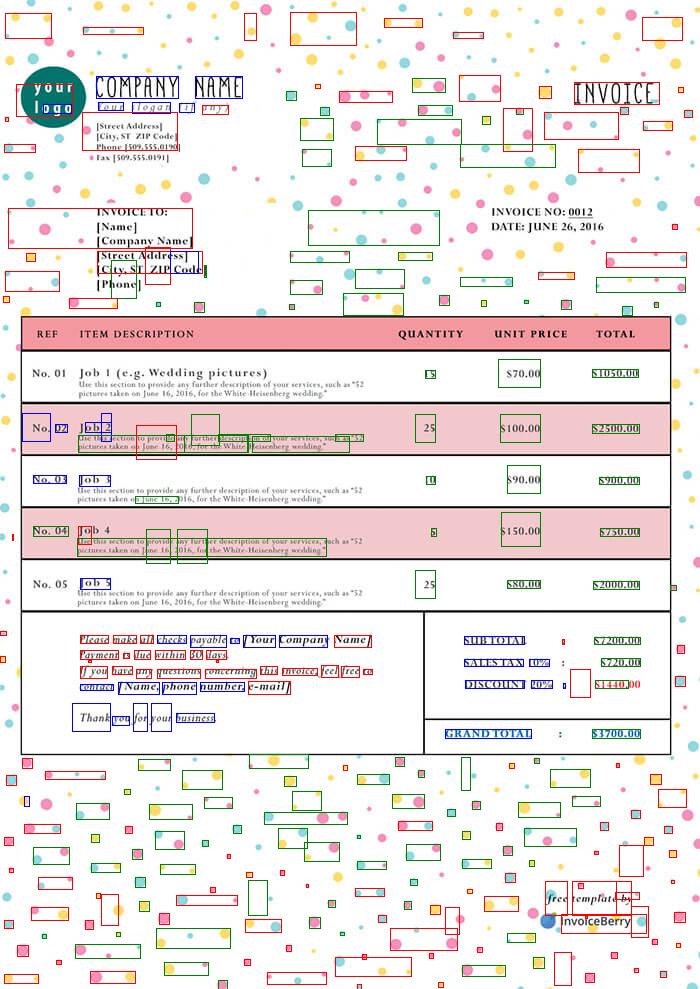 your
logo
COMPANY NAME
your slogan (if any)
INVOICE
[Street Address]
[City, ST ZIP Code]
Phone [509.555.0190]
Fax [509.555.0191]
INVOICE TO:
[Name]
[Company Name]
[Street Address]
[City, ST ZIP Code]
[Phone]
INVOICE NO: 0012
DATE: JUNE 26, 2016
REF ITEM DESCRIPTION QUANTITY UNIT PRICE TOTAL
No. 01 Job 1 (e.g. Wedding pictures) 15 $70.00 $1050.00
Use this section to provide any further description of your services, such as "52
pictures taken on June 16, 2016, for the White-Heisenberg wedding."
No. 02 Job 2 25 $100.00 $2500.00
Use this section to provide any further description of your services, such as "52
pictures taken on June 16, 2016, for the White-Heisenberg wedding."
No. 03 Job 3 10 $90.00 $900.00
Use this section to provide any further description of your services, such as "52
pictures taken on June 16, 2016, for the White-Heisenberg wedding."
No. 04 Job 4 5 $150.00 $750.00
Use this section to provide any further description of your services, such as "52
pictures taken on June 16, 2016, for the White-Heisenberg wedding."
No. 05 Job 5 25 $80.00 $2000.00
Use this section to provide any further description of your services, such as "52
pictures taken on June 16, 2016, for the White-Heisenberg wedding."
Please make all checks payable to [Your Company Name]
Payment is due within 30 days.
If you have any questions concerning this invoice, feel free to
contact [Name, phone number, e-mail]
Thank you for your business.
SUBTOTAL : $7200.00
SALES TAX 10% : $720.00
DISCOUNT 20% : $1440.00
GRAND TOTAL : $3700.00
free template by
InvoiceBerry